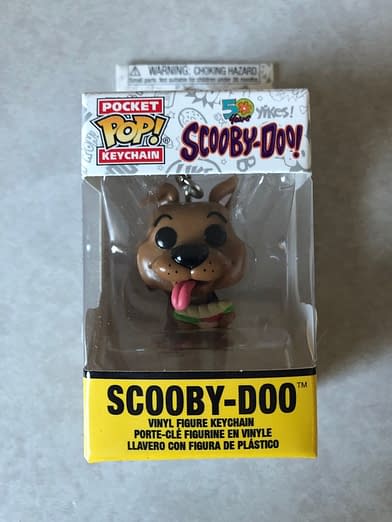 ⚠ WARNING: CHOKING HAZARD
POCKET
POP!®
KEYCHAIN
50
Years
YIKES!
SCOOBY-DOO!
SCOOBY-DOO™
VINYL FIGURE KEYCHAIN
PORTE-CLÉ FIGURINE EN VINYLE
LLAVERO CON FIGURA DE PLÁSTICO